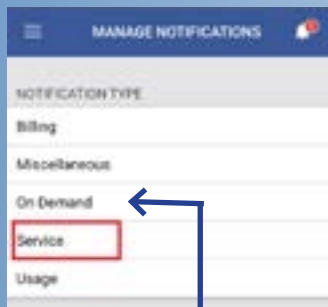 MANAGE NOTIFICATIONS
NOTIFICATION TYPE
Billing
Miscellaneous
On Demand
Service
Usage